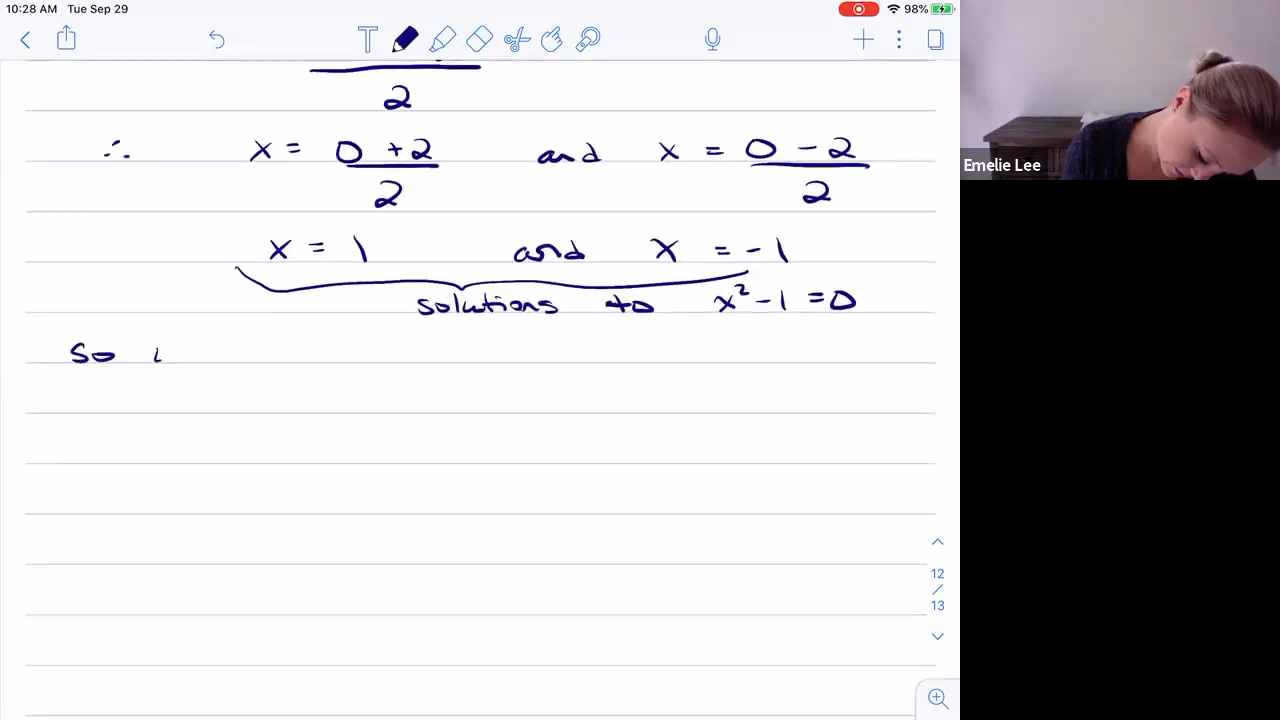 10:28 AM Tue Sep 29 98%
2
∴ x = 0 + 2 and x = 0 - 2
2 2
x = 1 and x = -1
solutions to x² - 1 = 0
So
12
/
13
Emelie Lee